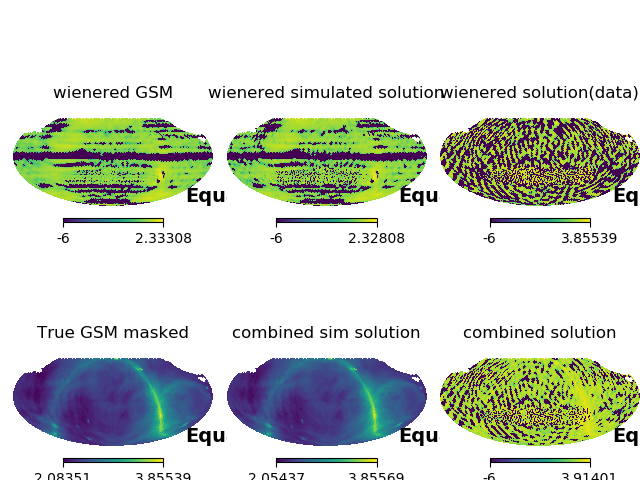 wienered GSM
wienered simulated solution
wienered solution(data)
Equ
Equ
Eq
-6 2.33308
-6 2.32808
-6 3.85539
True GSM masked
combined sim solution
combined solution
Equ
Equ
Eq
2.08351 3.85539
2.05437 3.85569
-6 3.91401